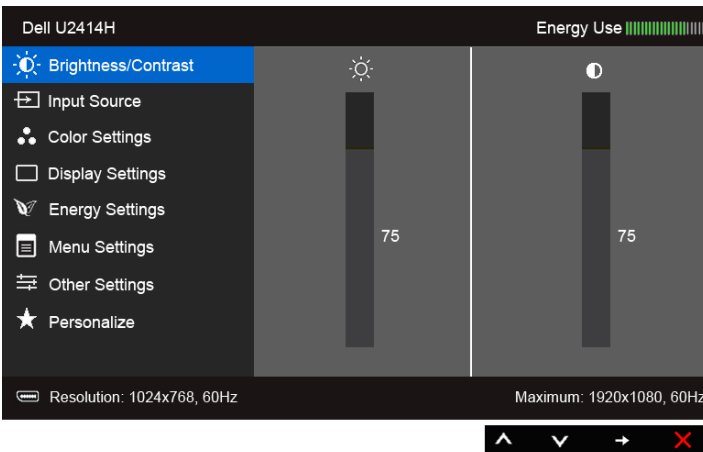 Dell U2414H Energy Use
Brightness/Contrast
Input Source
Color Settings
Display Settings
Energy Settings
Menu Settings
75 75
Other Settings
Personalize
Resolution: 1024x768, 60Hz Maximum: 1920x1080, 60Hz